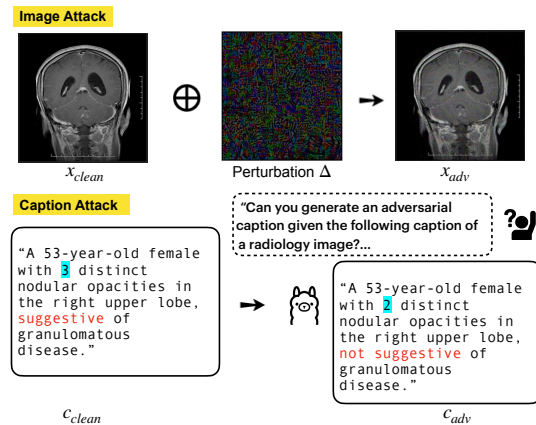 Image Attack
x_clean
Perturbation Δ
x_adv
Caption Attack
“Can you generate an adversarial
caption given the following caption of
a radiology image?...
?
“A 53-year-old female
with 3 distinct
nodular opacities in
the right upper lobe,
suggestive of
granulomatous
disease.”
“A 53-year-old female
with 2 distinct
nodular opacities in
the right upper lobe,
not suggestive of
granulomatous
disease.”
c_clean
c_adv